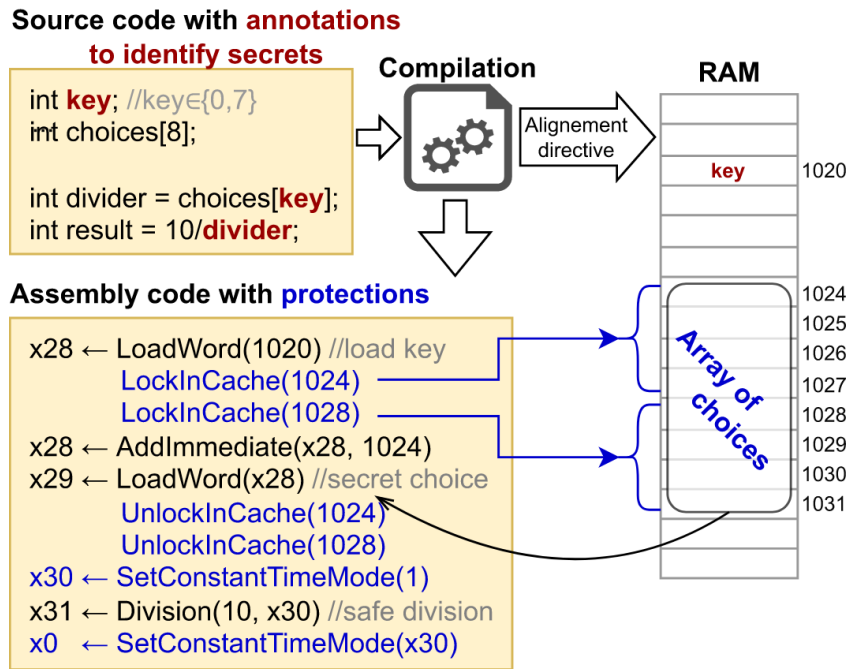 Source code with annotations
to identify secrets
int key; //key∈{0,7}
int choices[8];
int divider = choices[key];
int result = 10/divider;
Compilation
Alignement
directive
RAM
key
1020
1024
1025
1026
1027
1028
1029
1030
1031
Array of
choices
Assembly code with protections
x28 ← LoadWord(1020) //load key
LockInCache(1024)
LockInCache(1028)
x28 ← AddImmediate(x28, 1024)
x29 ← LoadWord(x28) //secret choice
UnlockInCache(1024)
UnlockInCache(1028)
x30 ← SetConstantTimeMode(1)
x31 ← Division(10, x30) //safe division
x0 ← SetConstantTimeMode(x30)